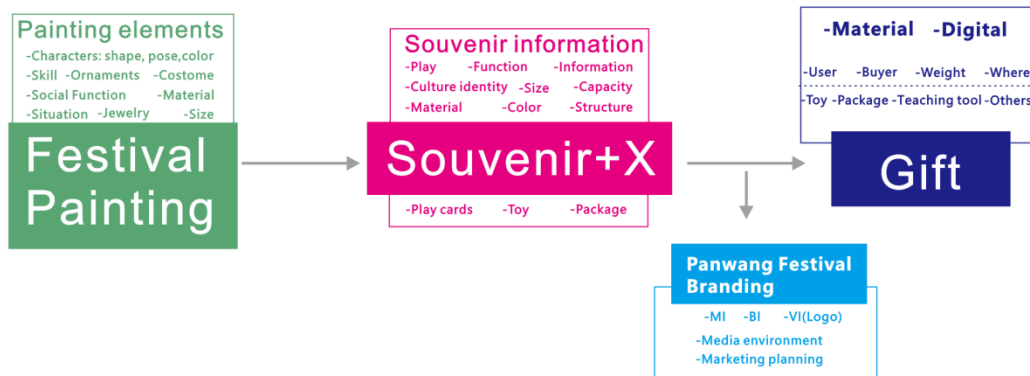 Painting elements
-Characters: shape, pose,color
-Skill -Ornaments -Costome
-Social Function -Material
-Situation -Jewelry -Size
Festival
Painting
Souvenir information
-Play -Function -Information
-Culture identity -Size -Capacity
-Material -Color -Structure
Souvenir+X
-Play cards -Toy -Package
-Material -Digital
-User -Buyer -Weight -Where
-Toy -Package -Teaching tool -Others
Gift
Panwang Festival
Branding
-MI -BI -VI(Logo)
-Media environment
-Marketing planning